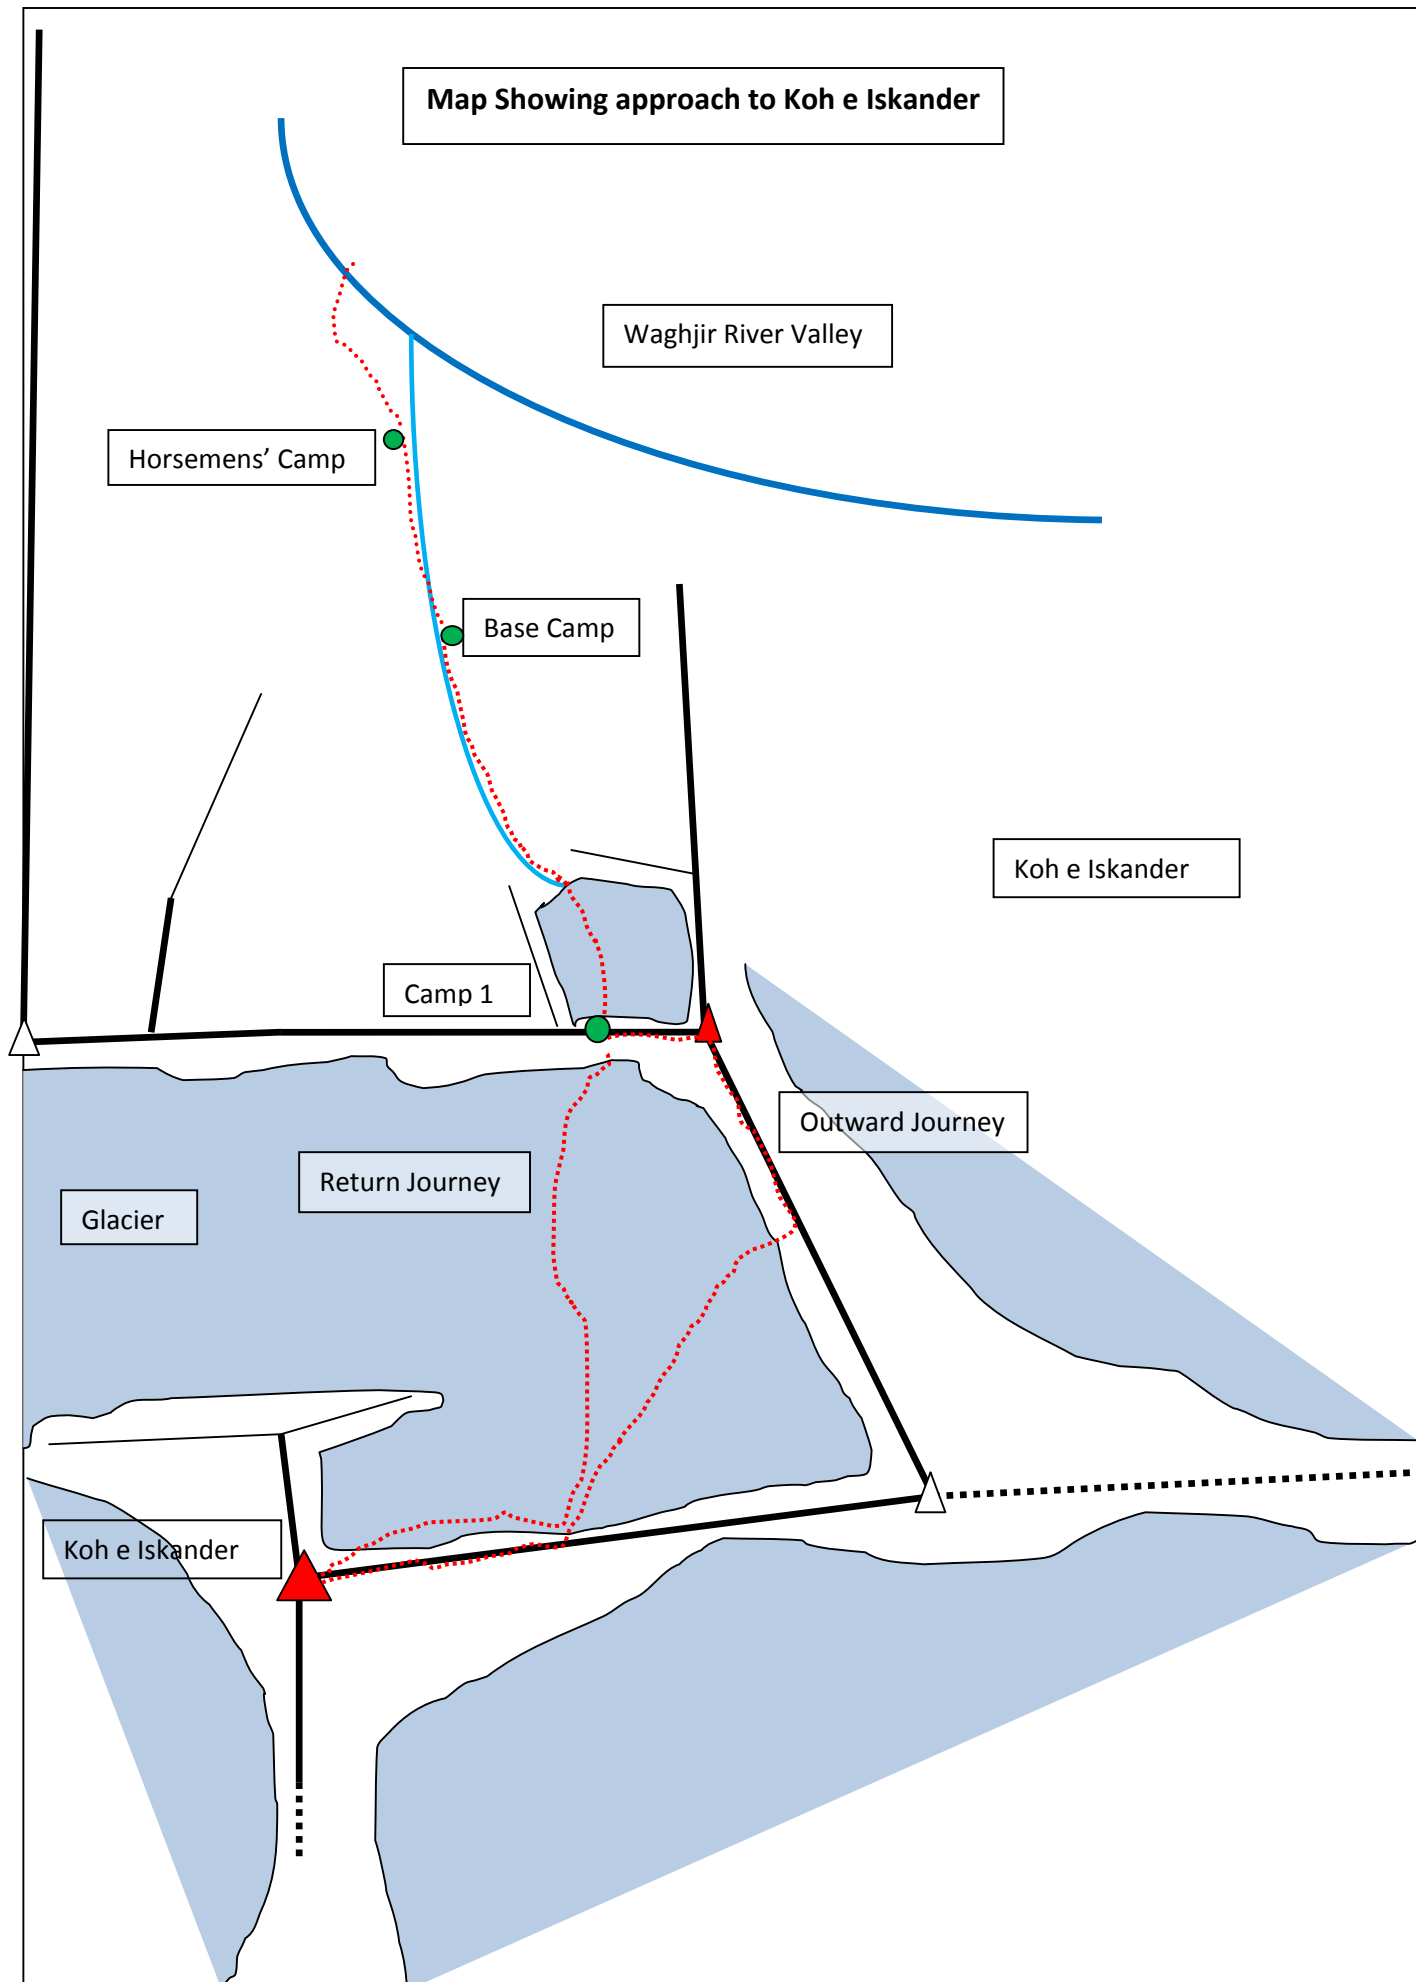 Map Showing approach to Koh e Iskander
Waghjir River Valley
Horsemens’ Camp
Base Camp
Koh e Iskander
Camp 1
Outward Journey
Return Journey
Glacier
Koh e Iskander